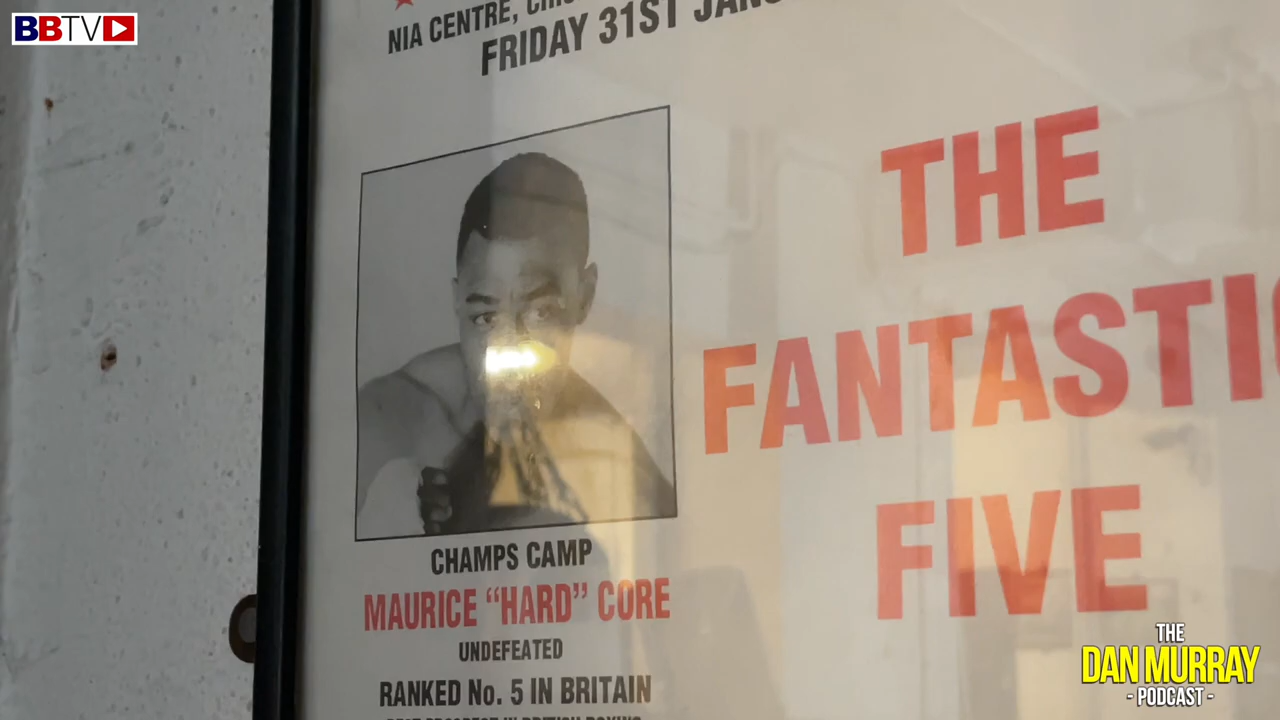 BBTV
NIA CENTRE,
FRIDAY 31ST
THE
FANTASTIC
FIVE
CHAMPS CAMP
MAURICE “HARD” CORE
UNDEFEATED
RANKED No. 5 IN BRITAIN
THE
DAN MURRAY
- PODCAST -